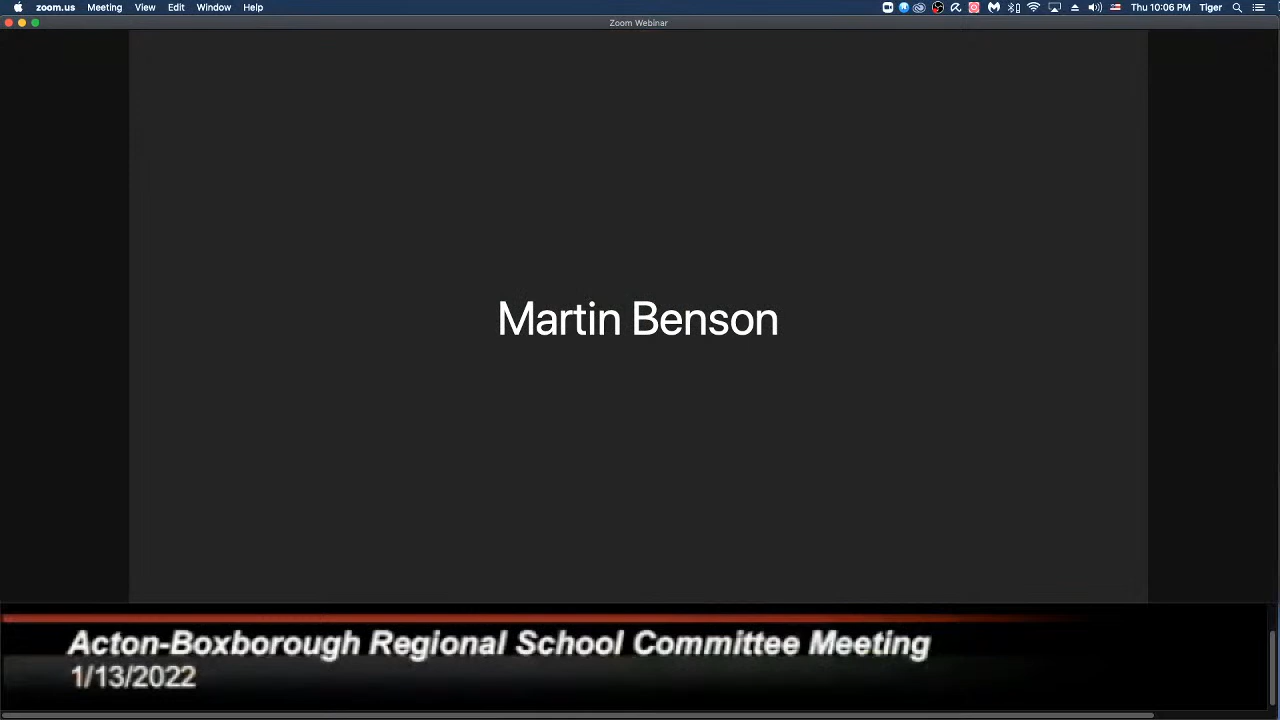 zoom.us Meeting View Edit Window Help Thu 10:06 PM Tiger
Zoom Webinar
Martin Benson
Acton-Boxborough Regional School Committee Meeting
1/13/2022